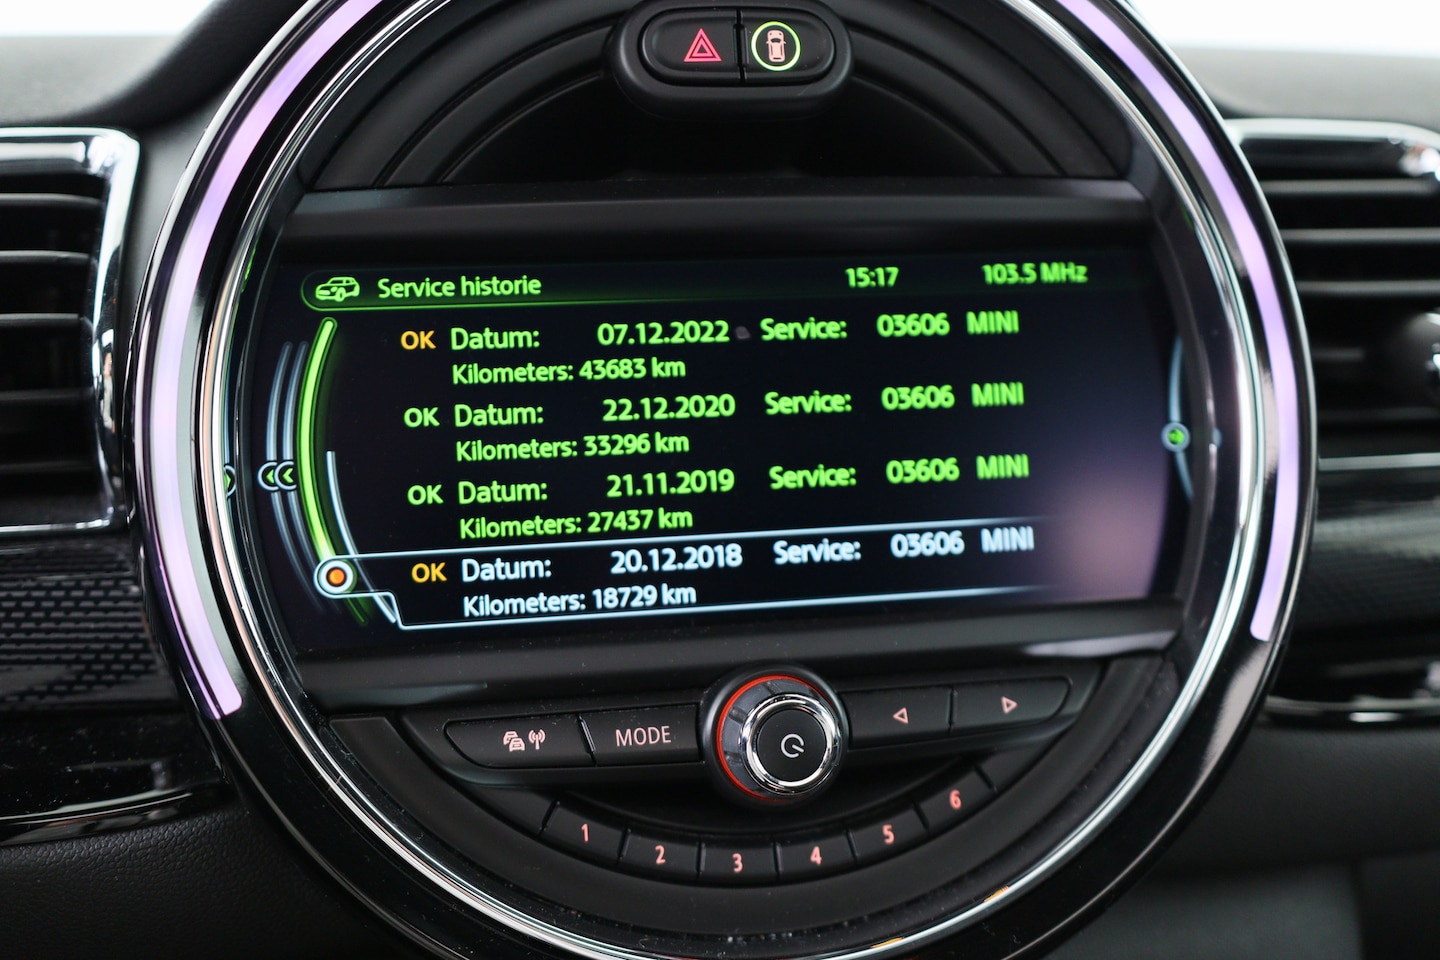 Service historie 15:17 103.5 MHz
OK Datum: 07.12.2022 Service: 03606 MINI
Kilometers: 43683 km
OK Datum: 22.12.2020 Service: 03606 MINI
Kilometers: 33296 km
OK Datum: 21.11.2019 Service: 03606 MINI
Kilometers: 27437 km
OK Datum: 20.12.2018 Service: 03606 MINI
Kilometers: 18729 km
MODE
1 2 3 4 5 6